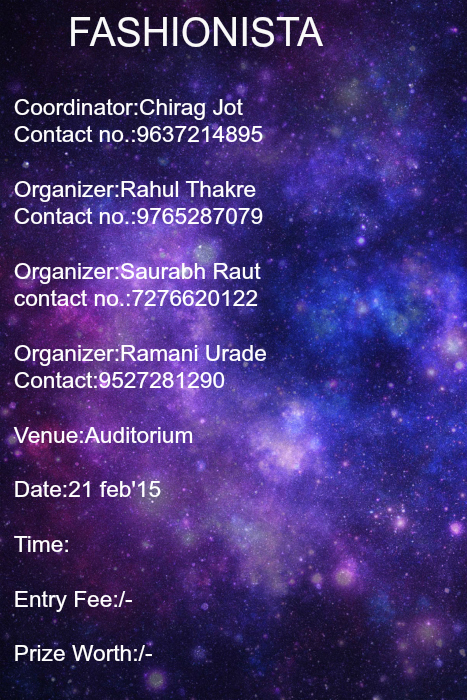 FASHIONISTA
Coordinator:Chirag Jot
Contact no.:9637214895
Organizer:Rahul Thakre
Contact no.:9765287079
Organizer:Saurabh Raut
contact no.:7276620122
Organizer:Ramani Urade
Contact:9527281290
Venue:Auditorium
Date:21 feb'15
Time:
Entry Fee:/-
Prize Worth:/-